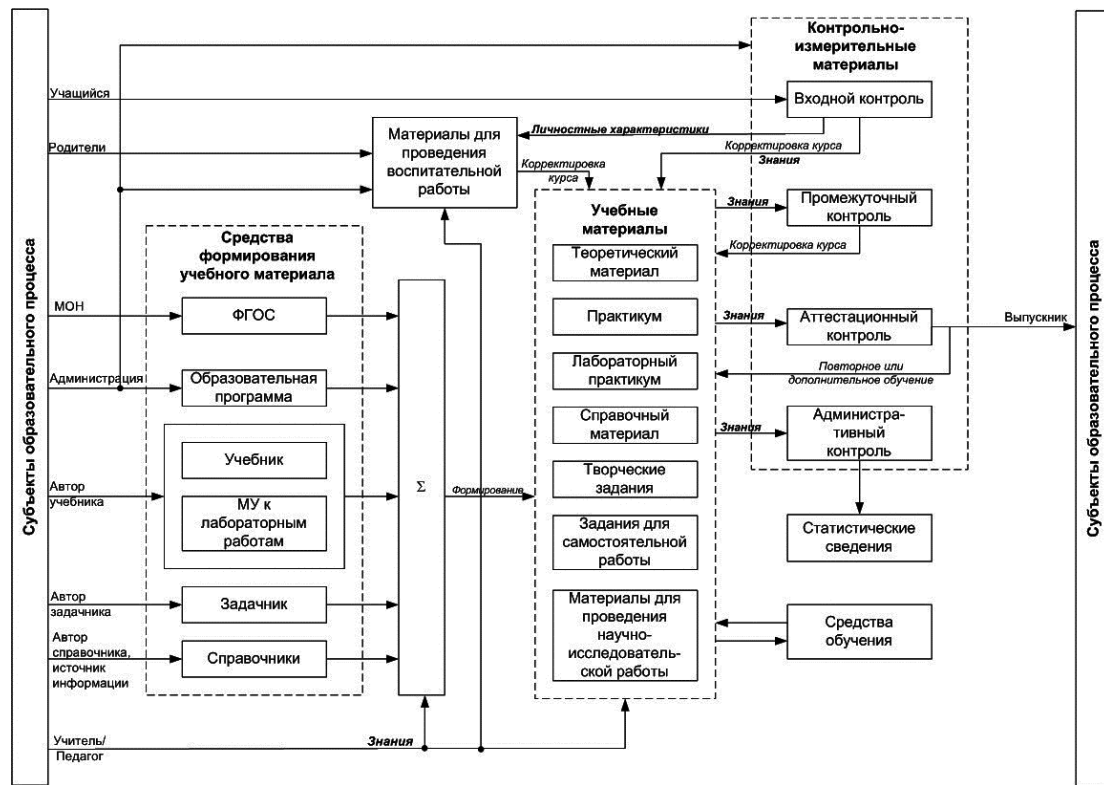 Субъекты образовательного процесса
Учащийся
Родители
МОН
Администрация
Автор
учебника
Автор
задачника
Автор
справочника,
источник
информации
Учитель/
Педагог
Знания
Средства
формирования
учебного материала
ФГОС
Образовательная
программа
Учебник
МУ к
лабораторным
работам
Задачник
Справочники
Σ
Формирование
Материалы для
проведения
воспитательной
работы
Личностные характеристики
Корректировка
курса
Корректировка курса
Знания
Учебные
материалы
Теоретический
материал
Практикум
Лабораторный
практикум
Справочный
материал
Творческие
задания
Задания для
самостоятельной
работы
Материалы для
проведения
научно-
исследователь-
ской работы
Контрольно-
измерительные
материалы
Входной контроль
Знания
Промежуточный
контроль
Корректировка курса
Знания
Аттестационный
контроль
Повторное или
дополнительное обучение
Знания
Административ-
тивный
контроль
Статистические
сведения
Средства
обучения
Выпускник
Субъекты образовательного процесса